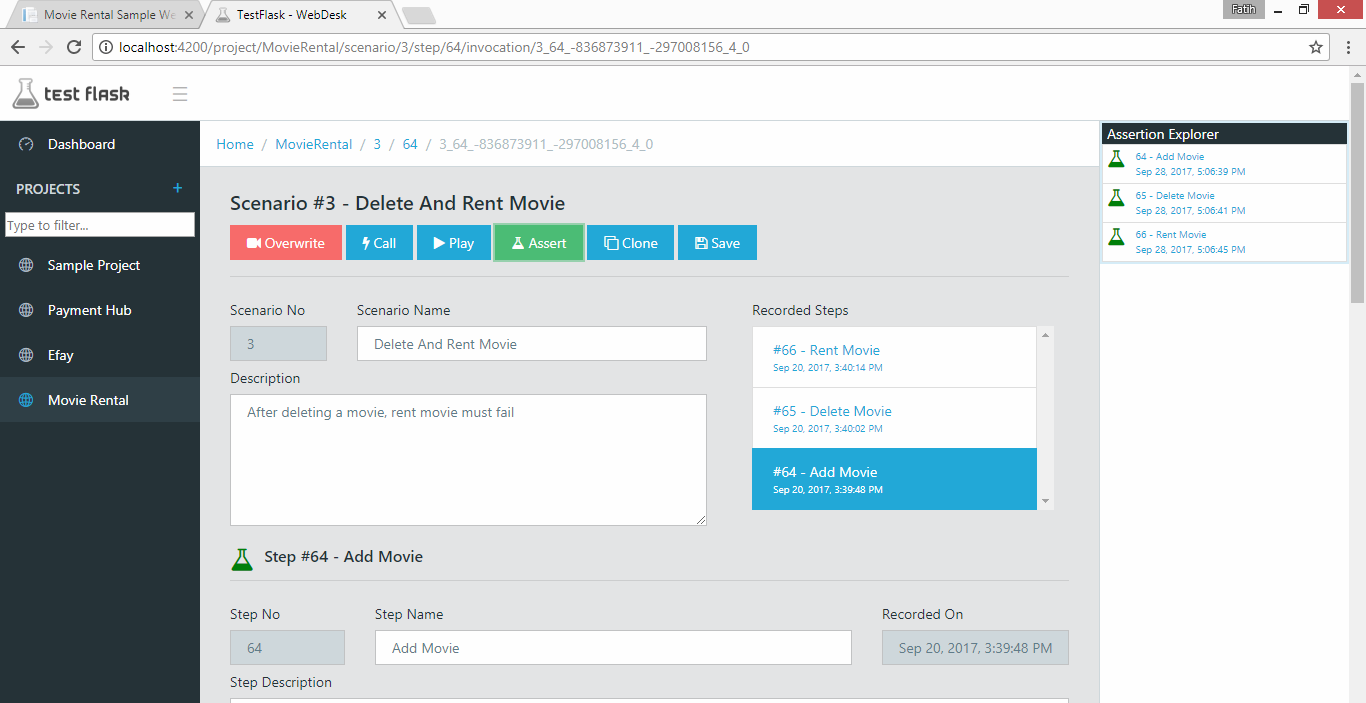 Movie Rental Sample We
TestFlask - WebDesk
Fatih
localhost:4200/project/MovieRental/scenario/3/step/64/invocation/3_64_-836873911_-297008156_4_0
test flask
Dashboard
PROJECTS +
Type to filter...
Sample Project
Payment Hub
Efay
Movie Rental
Home / MovieRental / 3 / 64 / 3_64_-836873911_-297008156_4_0
Scenario #3 - Delete And Rent Movie
Overwrite Call Play Assert Clone Save
Scenario No
3
Scenario Name
Delete And Rent Movie
Description
After deleting a movie, rent movie must fail
Recorded Steps
#66 - Rent Movie
Sep 20, 2017, 3:40:14 PM
#65 - Delete Movie
Sep 20, 2017, 3:40:02 PM
#64 - Add Movie
Sep 20, 2017, 3:39:48 PM
Step #64 - Add Movie
Step No
64
Step Name
Add Movie
Recorded On
Sep 20, 2017, 3:39:48 PM
Step Description
Assertion Explorer
64 - Add Movie
Sep 28, 2017, 5:06:39 PM
65 - Delete Movie
Sep 28, 2017, 5:06:41 PM
66 - Rent Movie
Sep 28, 2017, 5:06:45 PM